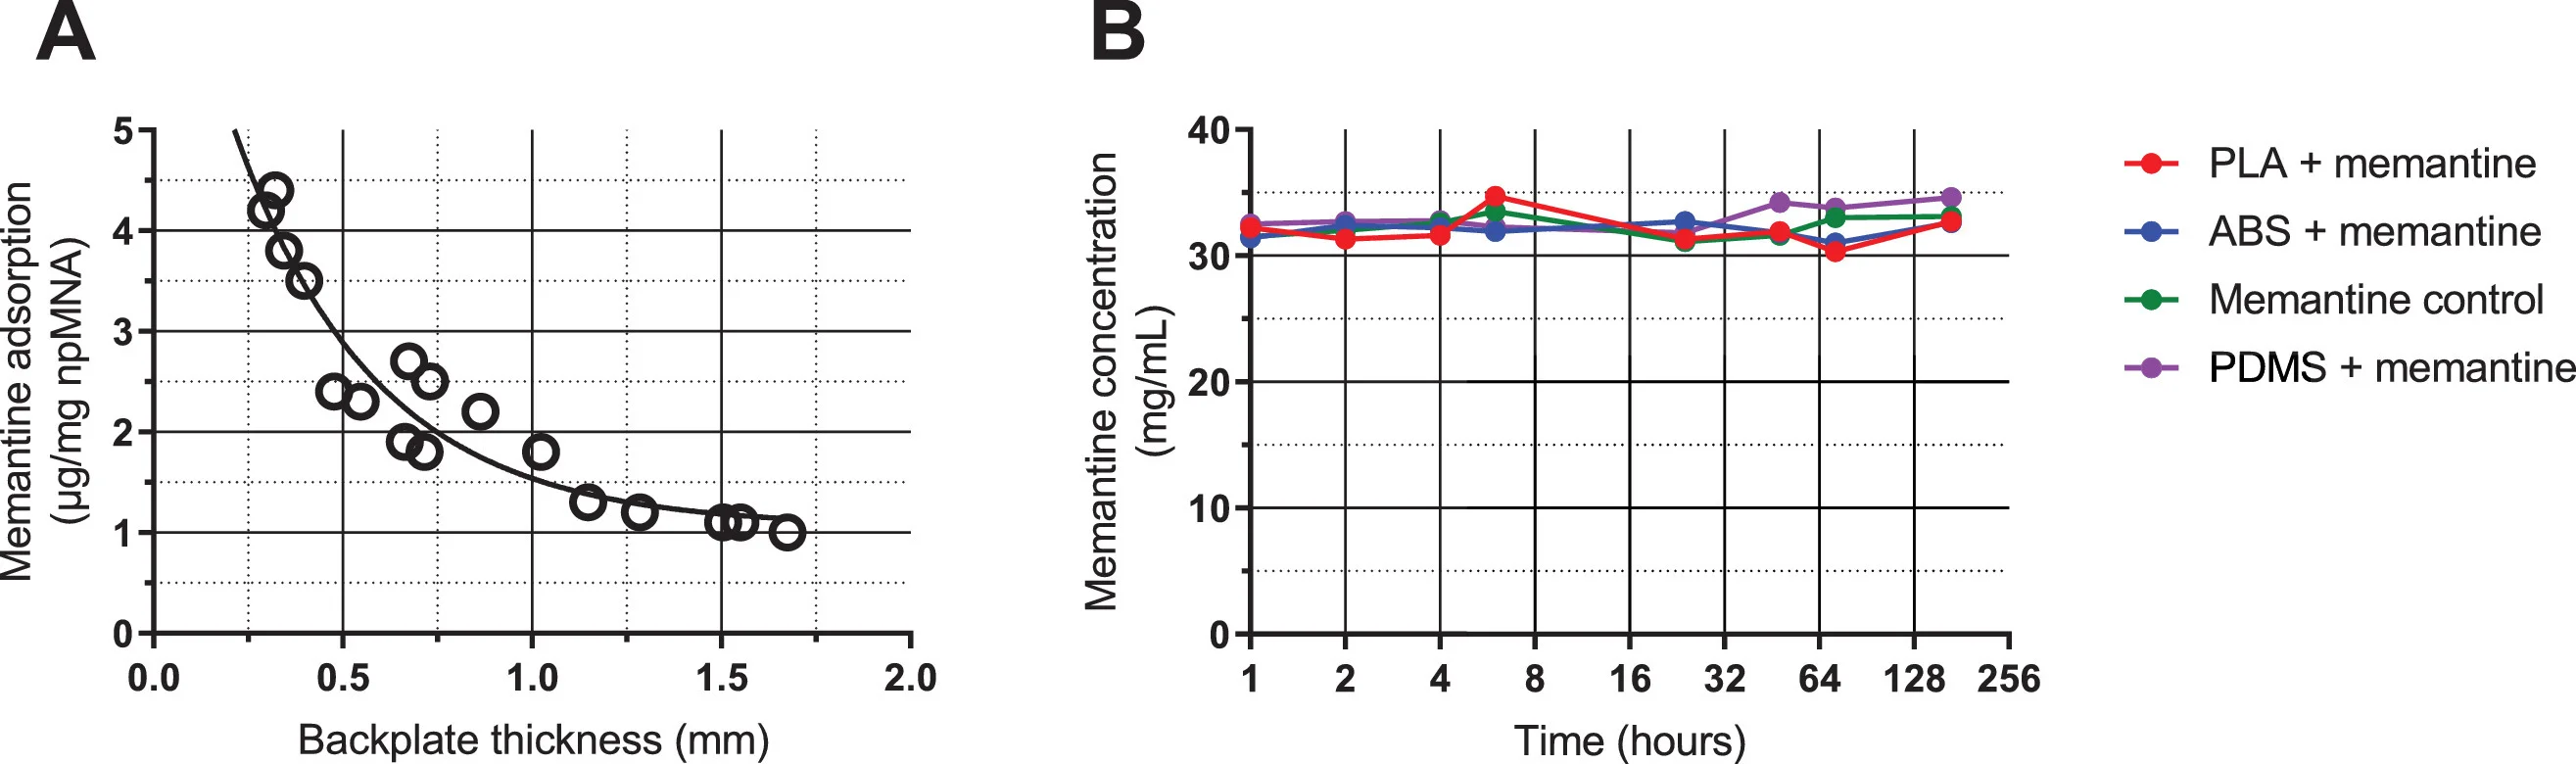 A
Memantine adsorption
(µg/mg npMNA)
5
4
3
2
1
0
0.0 0.5 1.0 1.5 2.0
Backplate thickness (mm)
B
Memantine concentration
(mg/mL)
40
30
20
10
0
1 2 4 8 16 32 64 128 256
Time (hours)
PLA + memantine
ABS + memantine
Memantine control
PDMS + memantine